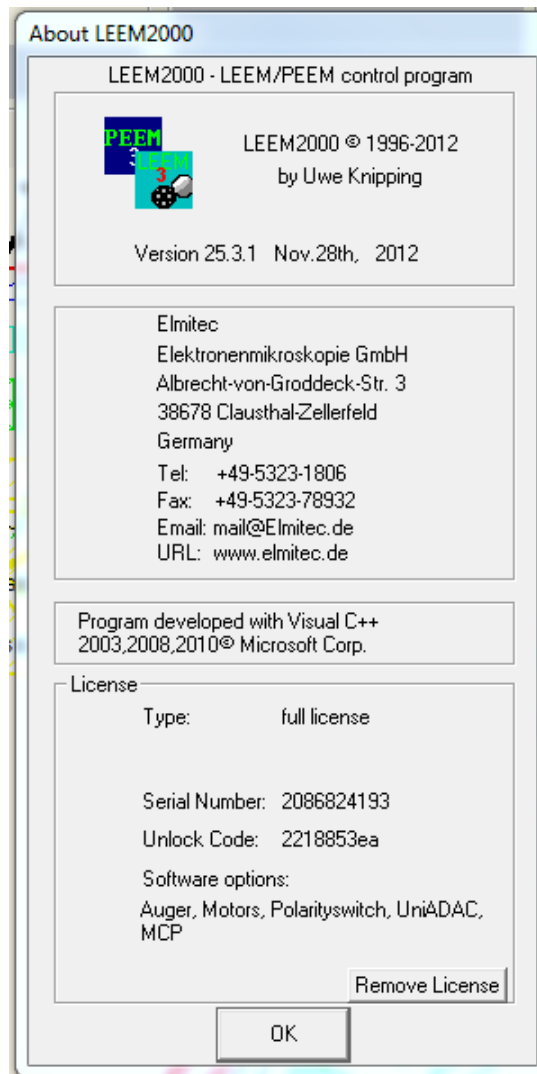 About LEEM2000
LEEM2000 - LEEM/PEEM control program
PEEM
3
LEEM
3
LEEM2000 © 1996-2012
by Uwe Knipping
Version 25.3.1 Nov.28th, 2012
Elmitec
Elektronenmikroskopie GmbH
Albrecht-von-Groddeck-Str. 3
38678 Clausthal-Zellerfeld
Germany
Tel: +49-5323-1806
Fax: +49-5323-78932
Email: mail@Elmitec.de
URL: www.elmitec.de
Program developed with Visual C++
2003,2008,2010© Microsoft Corp.
License
Type: full license
Serial Number: 2086824193
Unlock Code: 2218853ea
Software options:
Auger, Motors, Polarityswitch, UniADAC,
MCP
Remove License
OK